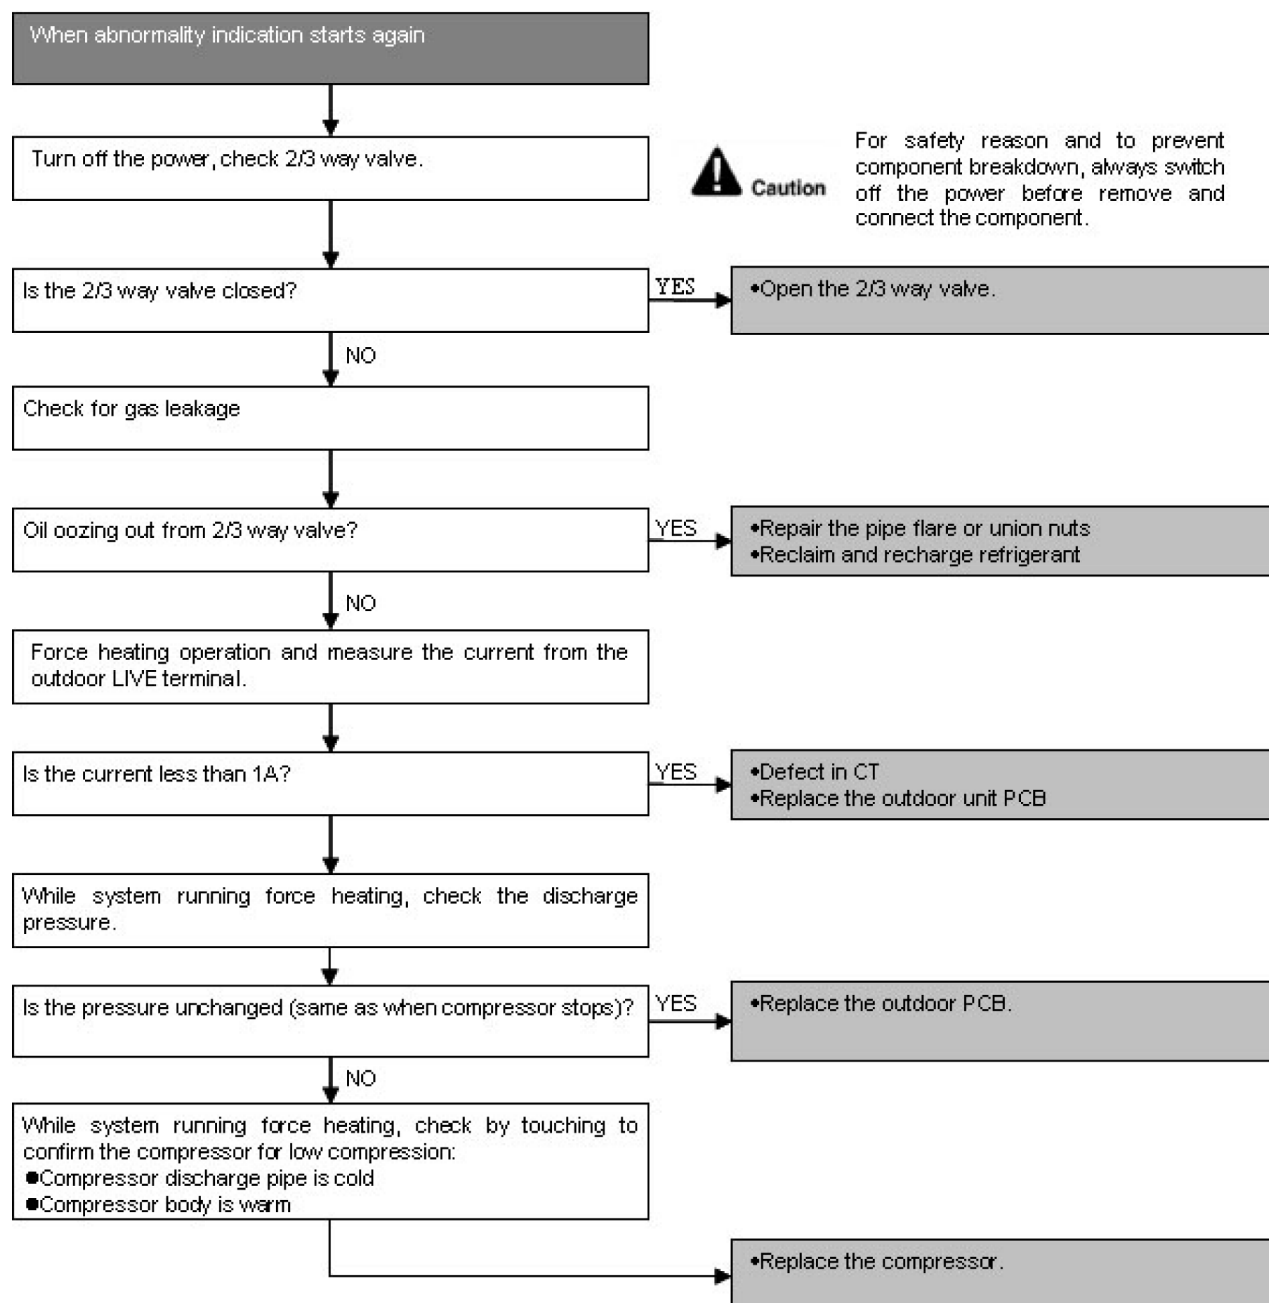 When abnormality indication starts again
Turn off the power, check 2/3 way valve.
Caution
For safety reason and to prevent
component breakdown, always switch
off the power before remove and
connect the component.
Is the 2/3 way valve closed?
YES
•Open the 2/3 way valve.
NO
Check for gas leakage
Oil oozing out from 2/3 way valve?
YES
•Repair the pipe flare or union nuts
•Reclaim and recharge refrigerant
NO
Force heating operation and measure the current from the
outdoor LIVE terminal.
Is the current less than 1A?
YES
•Defect in CT
•Replace the outdoor unit PCB
While system running force heating, check the discharge
pressure.
Is the pressure unchanged (same as when compressor stops)?
YES
•Replace the outdoor PCB.
NO
While system running force heating, check by touching to
confirm the compressor for low compression:
●Compressor discharge pipe is cold
●Compressor body is warm
•Replace the compressor.